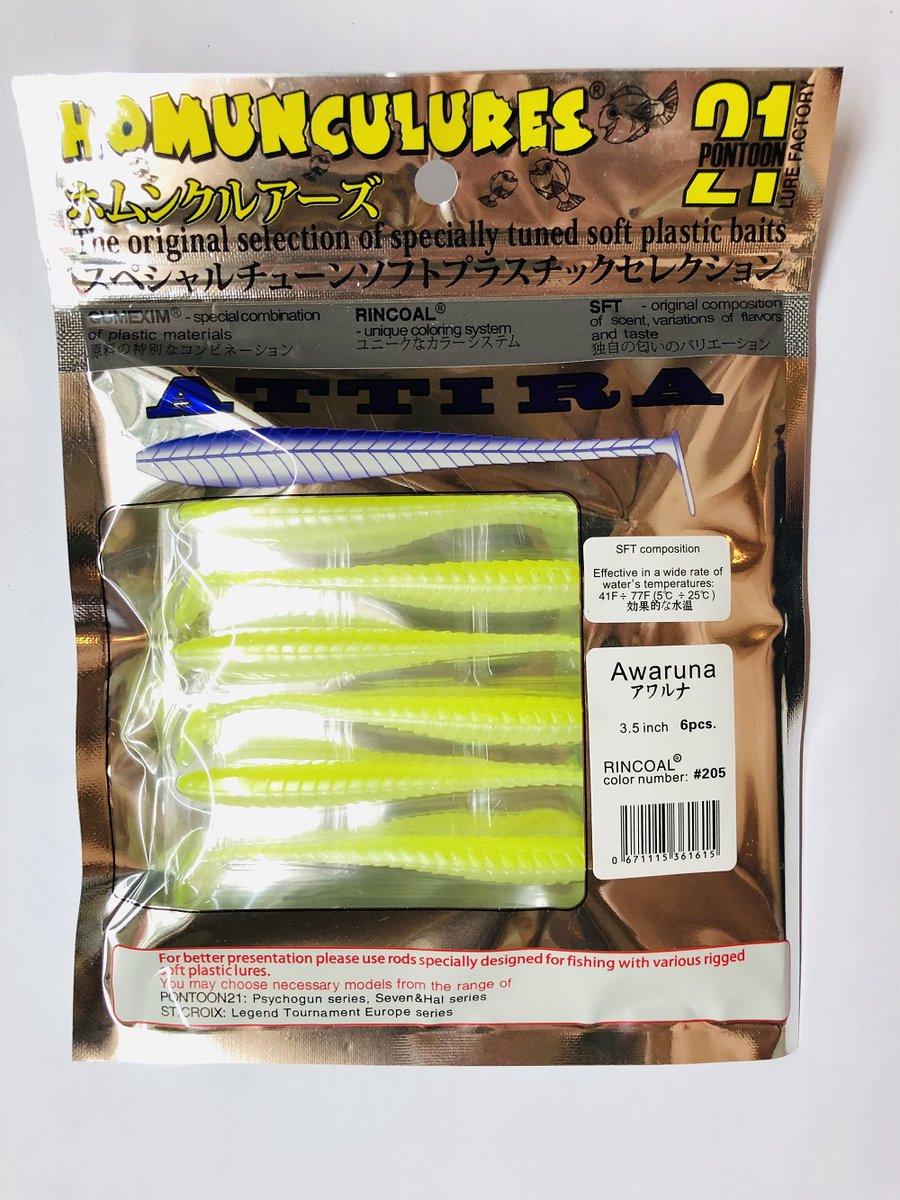 HOMUNCULURES®
21
PONTOON
LURE FACTORY
ホムンクルアーズ
The original selection of specially tuned soft plastic baits
スペシャルチューンソフトプラスチックセレクション
GUMEXIM® - special combination
of plastic materials
原料の特別なコンビネーション
RINCOAL®
- unique coloring system
ユニークなカラーシステム
SFT - original composition
of scent, variations of flavors
and taste
独自の匂いのバリエーション
ATTIRA
SFT composition
Effective in a wide rate of
water's temperatures:
41F ÷ 77F (5℃ ÷ 25℃)
効果的な水温
Awaruna
アワルナ
3.5 inch 6pcs.
RINCOAL®
color number: #205
0 671115 361615
For better presentation please use rods specially designed for fishing with various rigged
soft plastic lures.
You may choose necessary models from the range of
PONTOON21: Psychogun series, Seven&Hal series
ST.CROIX: Legend Tournament Europe series